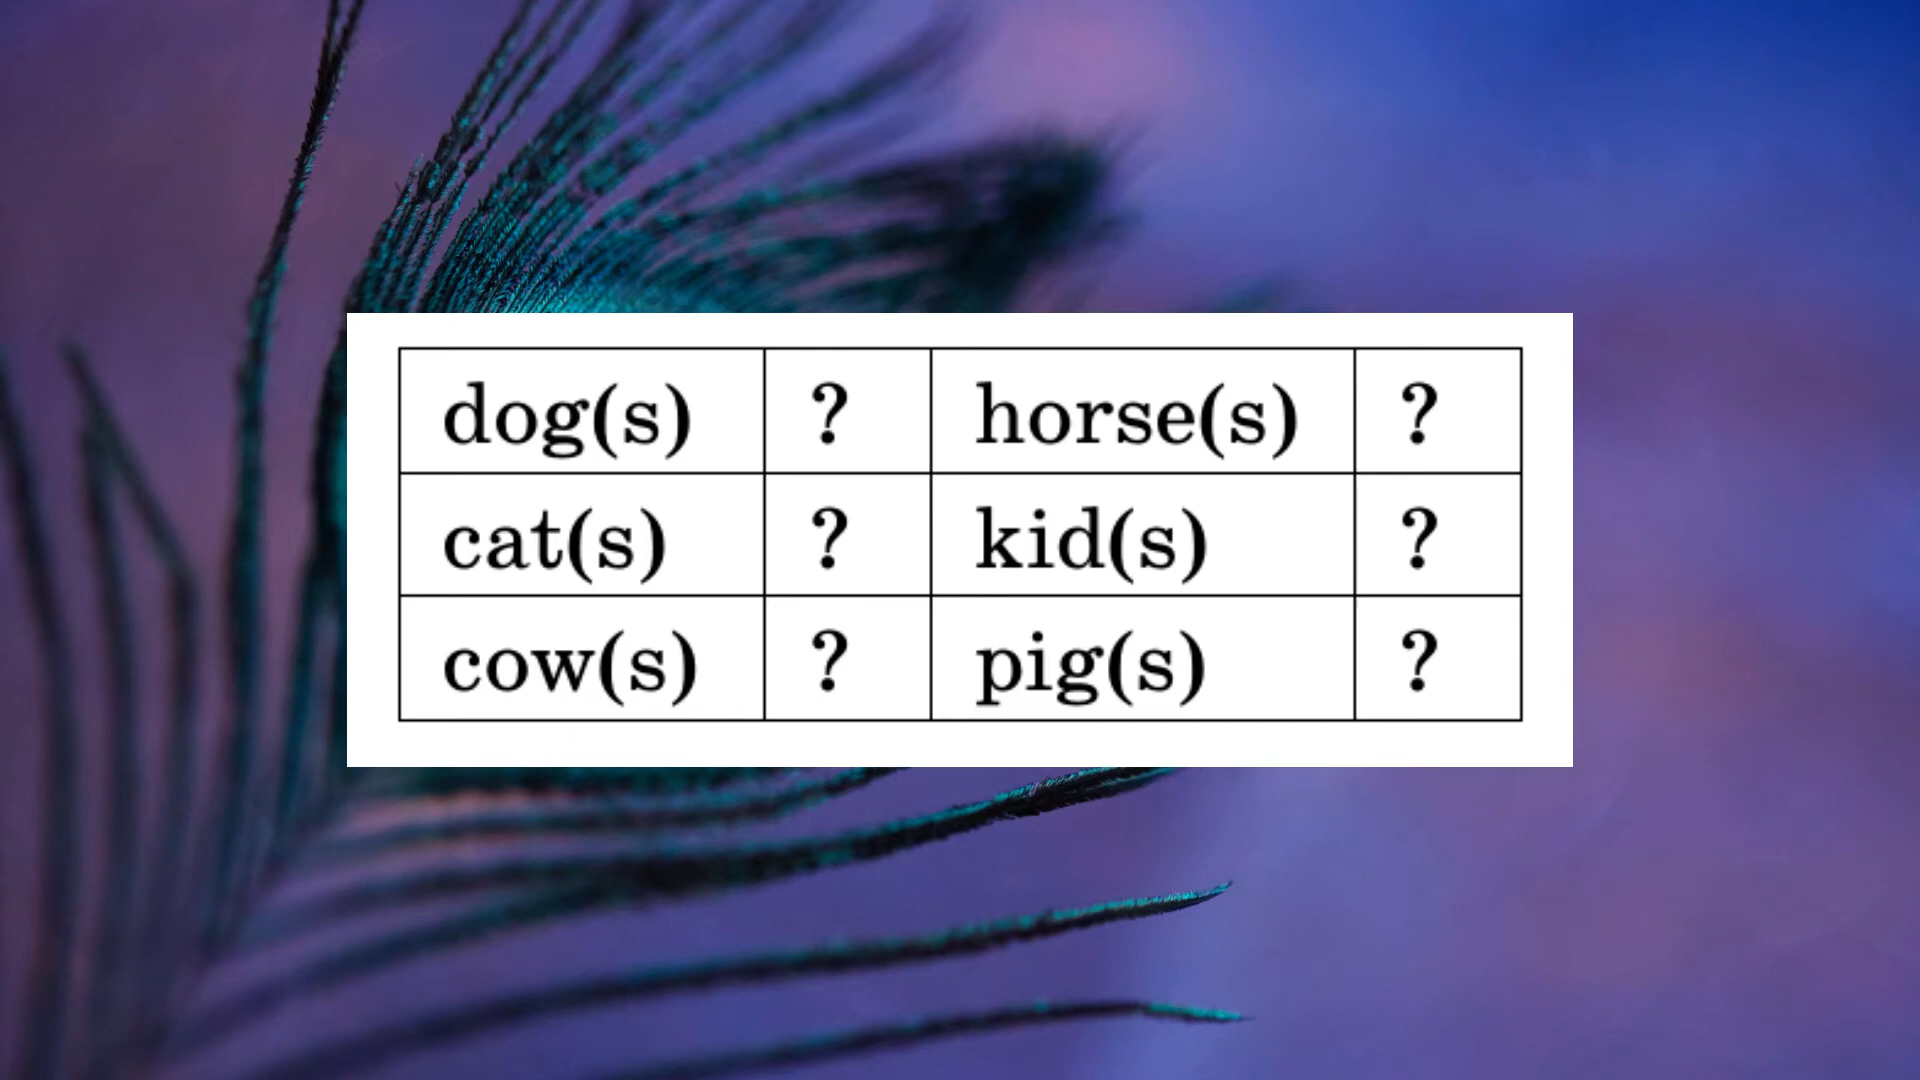 dog(s) ? horse(s) ?
cat(s) ? kid(s) ?
cow(s) ? pig(s) ?